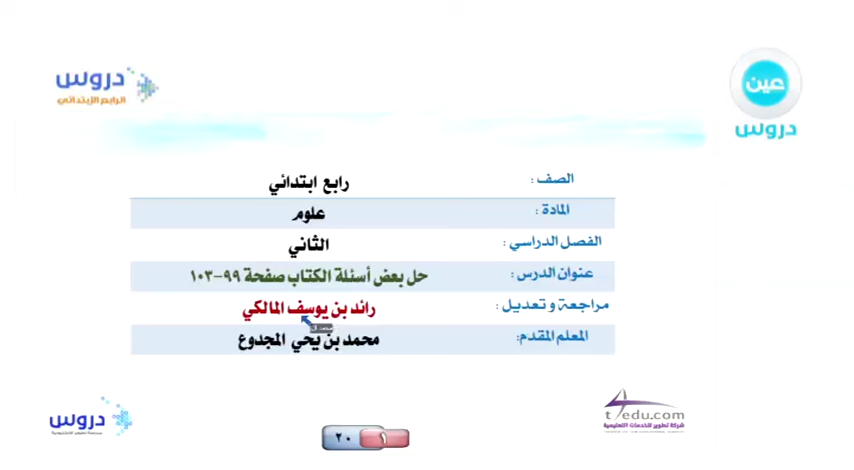 دروس
الرابع الابتدائي
عين
دروس
الصف : رابع ابتدائي
المادة : علوم
الفصل الدراسي : الثاني
عنوان الدرس : حل بعض أسئلة الكتاب صفحة ٩٩-١٠٣
مراجعة و تعديل : رائد بن يوسف المالكي
المعلم المقدم: محمد بن يحي المجدوع
دروس
t4edu.com
شركة تطوير للخدمات التعليمية
١
٢٠